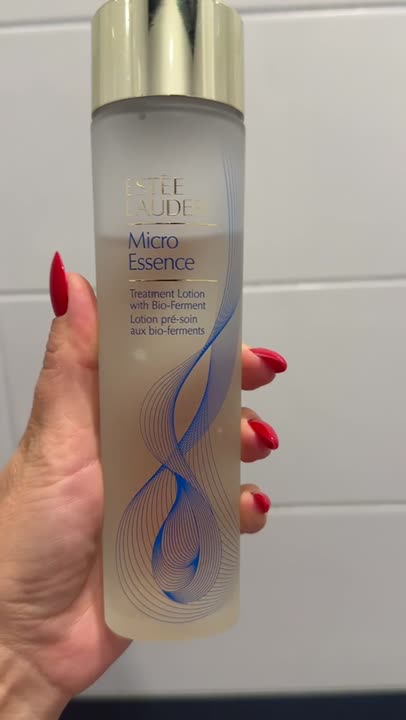 ESTĒE
LAUDER
Micro
Essence
Treatment Lotion
with Bio-Ferment
Lotion pré-soin
aux bio-ferments